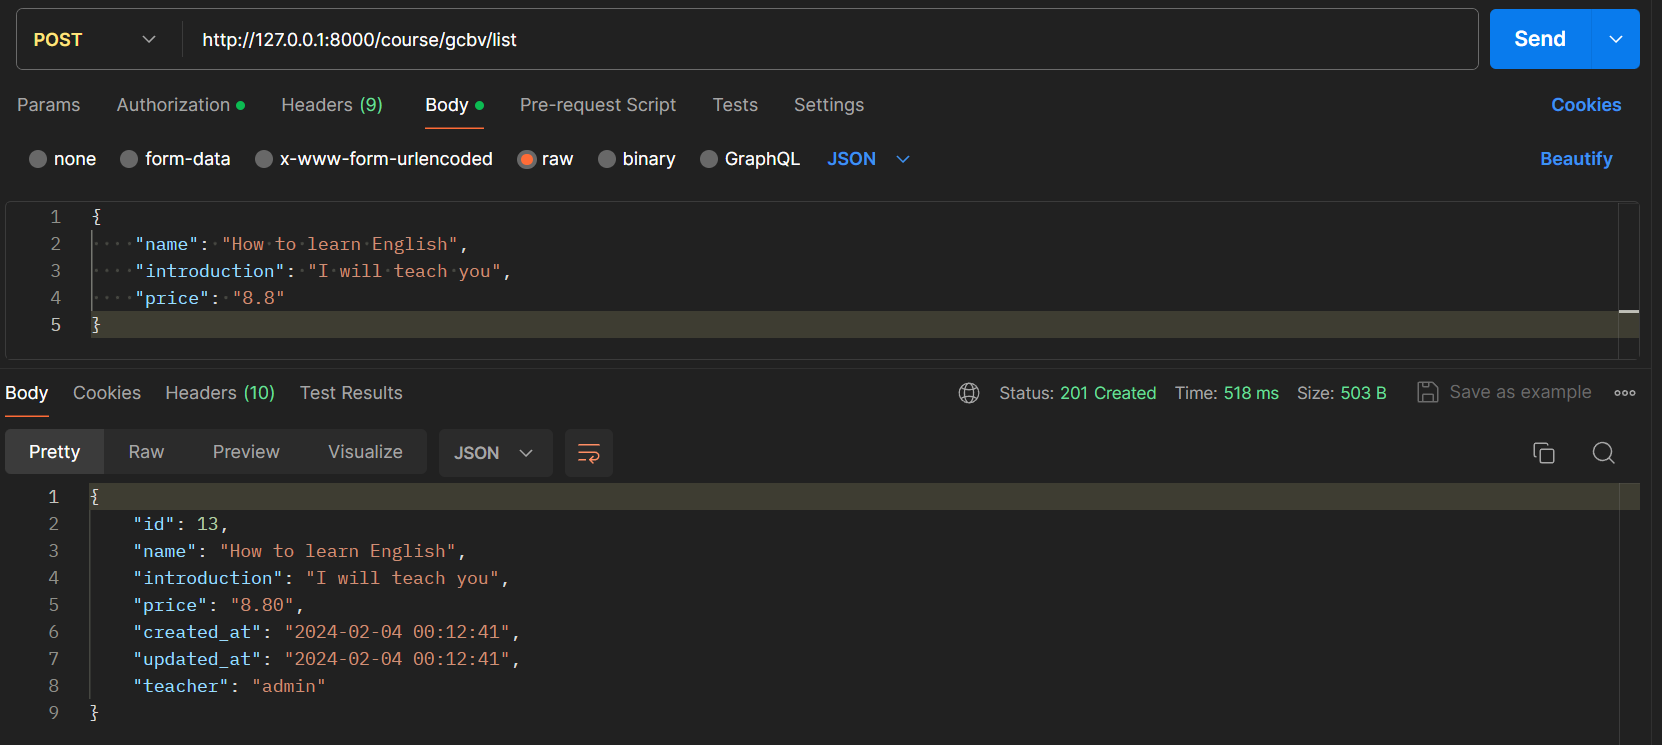 POST http://127.0.0.1:8000/course/gcbv/list Send
Params Authorization Headers (9) Body Pre-request Script Tests Settings Cookies
none form-data x-www-form-urlencoded raw binary GraphQL JSON Beautify
1 {
2 "name": "How to learn English",
3 "introduction": "I will teach you",
4 "price": "8.8"
5 }
Body Cookies Headers (10) Test Results Status: 201 Created Time: 518 ms Size: 503 B Save as example
Pretty Raw Preview Visualize JSON
1 {
2 "id": 13,
3 "name": "How to learn English",
4 "introduction": "I will teach you",
5 "price": "8.80",
6 "created_at": "2024-02-04 00:12:41",
7 "updated_at": "2024-02-04 00:12:41",
8 "teacher": "admin"
9 }